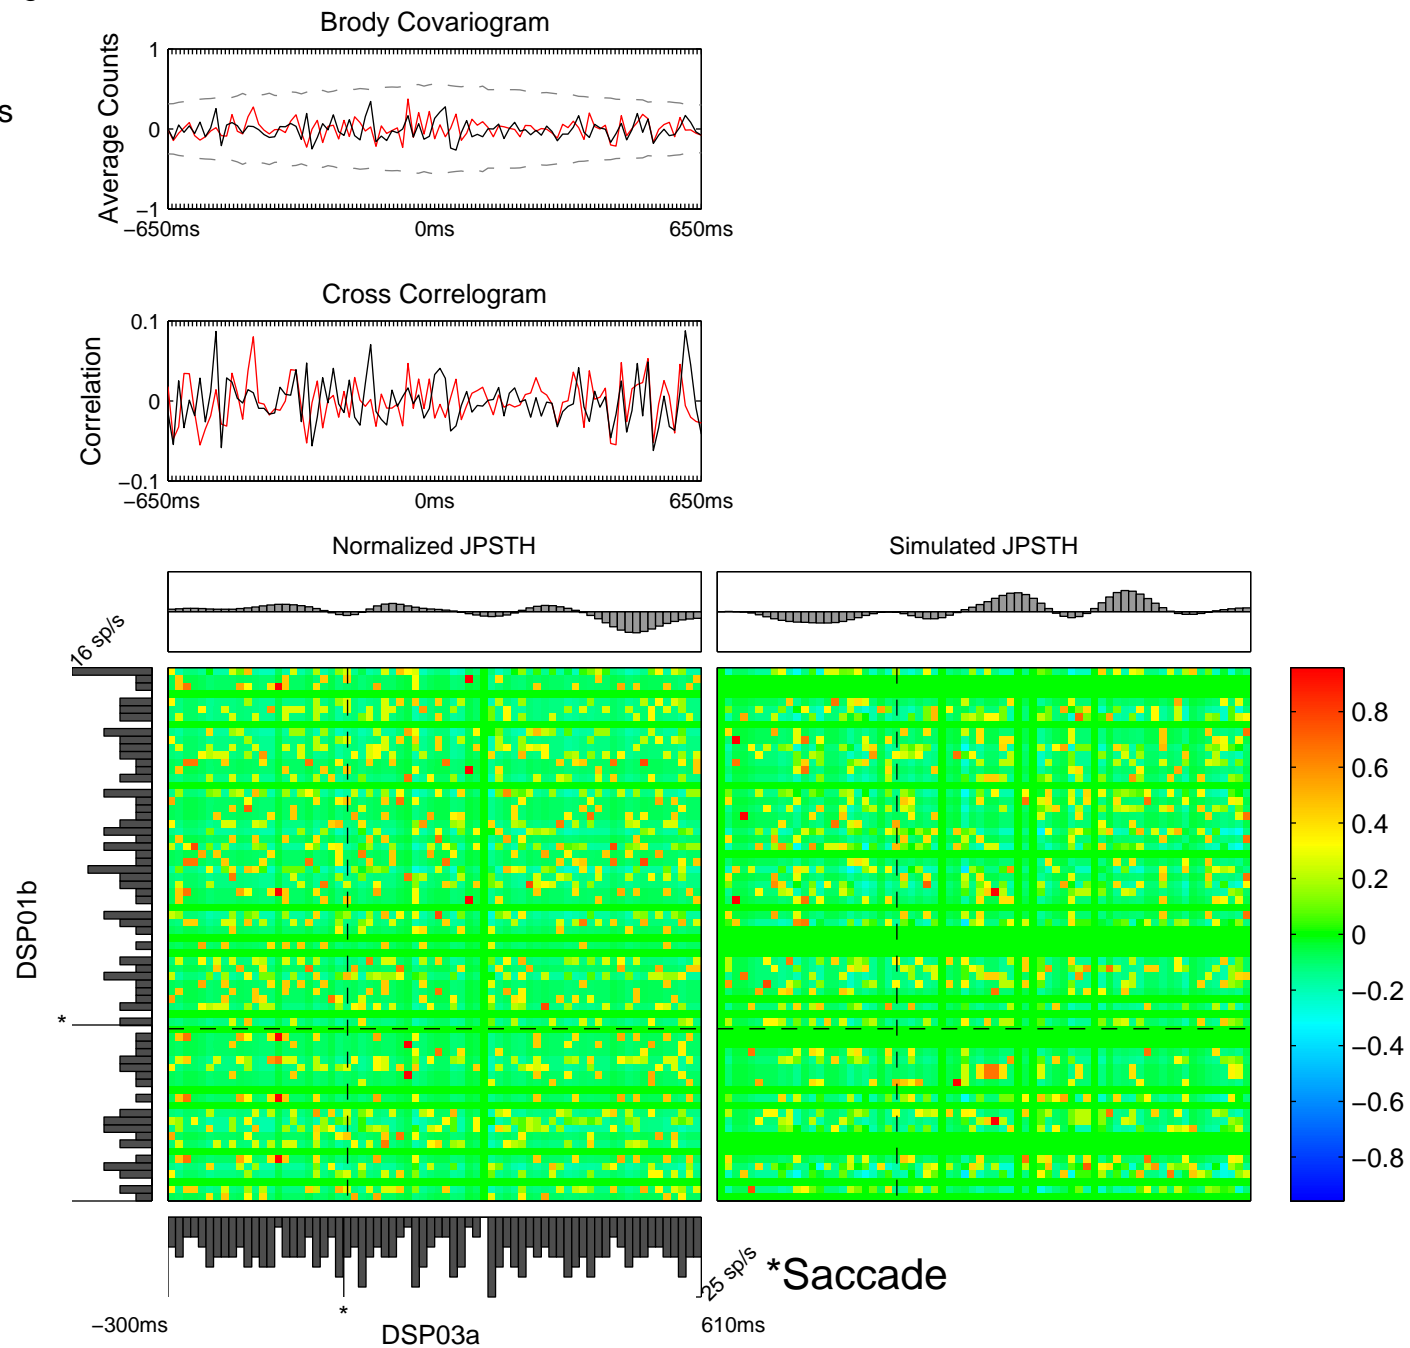 Brody Covariogram
Average Counts
1
0
−1
−650ms
0ms
650ms
s
Cross Correlogram
Correlation
0.1
0
−0.1
−650ms
0ms
650ms
Normalized JPSTH
Simulated JPSTH
16 sp/s
DSP01b
*
0.8
0.6
0.4
0.2
0
−0.2
−0.4
−0.6
−0.8
25 sp/s
*Saccade
*
−300ms
DSP03a
610ms